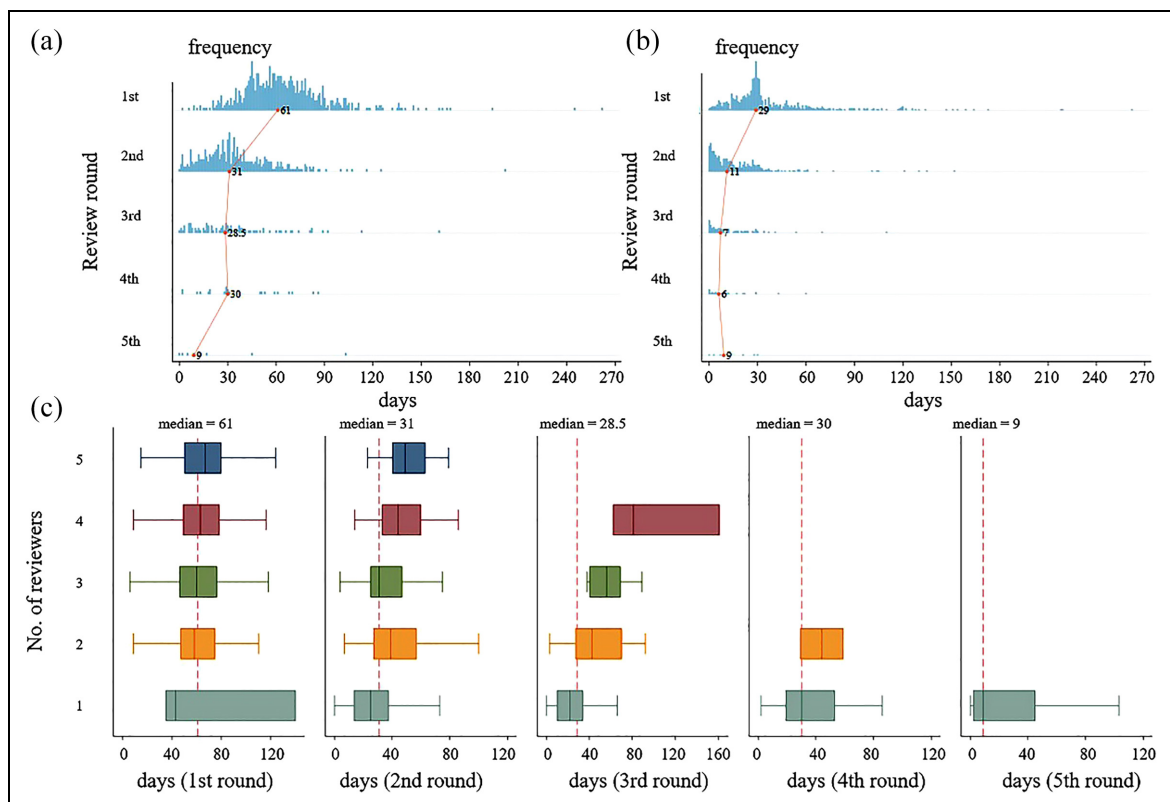 (a)
frequency
1st
61
2nd
31
3rd
28.5
4th
30
5th
9
Review round
0 30 60 90 120 150 180 210 240 270
days
(b)
frequency
1st
29
2nd
11
3rd
7
4th
6
5th
9
Review round
0 30 60 90 120 150 180 210 240 270
days
(c)
median = 61 median = 31 median = 28.5 median = 30 median = 9
No. of reviewers
5
4
3
2
1
0 40 80 120 0 40 80 120 0 40 80 120 160 0 40 80 120 0 40 80 120
days (1st round) days (2nd round) days (3rd round) days (4th round) days (5th round)